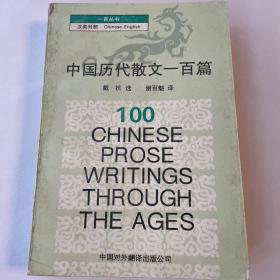 一百丛书
汉英对照 Chinese-English
中国历代散文一百篇
戴抗 选 谢百魁 译
100
CHINESE
PROSE
WRITINGS
THROUGH
THE AGES
中国对外翻译出版公司